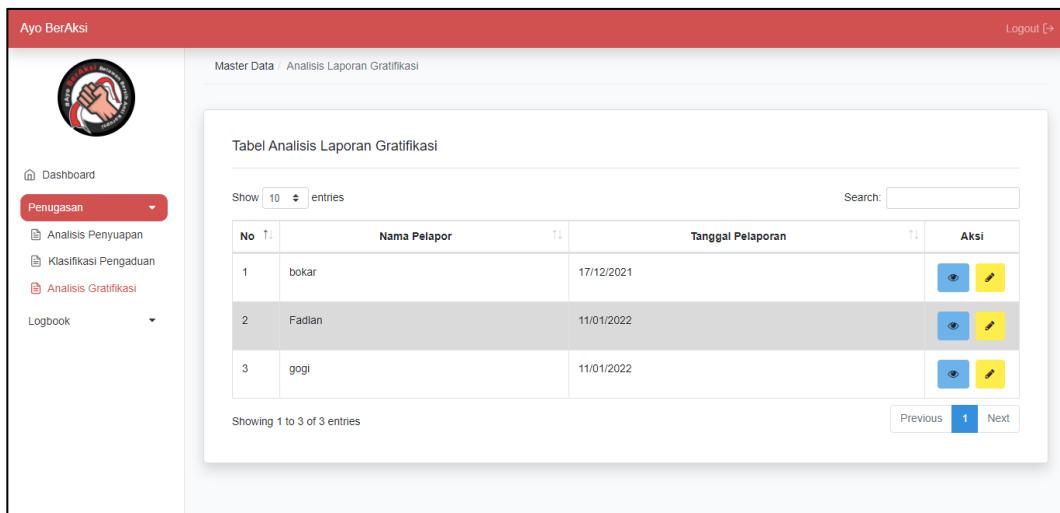 Ayo BerAksi
Logout
Master Data / Analisis Laporan Gratifikasi
Dashboard
Penugasan
Analisis Penyuapan
Klasifikasi Pengaduan
Analisis Gratifikasi
Logbook
Tabel Analisis Laporan Gratifikasi
Show 10 entries Search:
No Nama Pelapor Tanggal Pelaporan Aksi
1 bokar 17/12/2021
2 Fadlan 11/01/2022
3 gogi 11/01/2022
Showing 1 to 3 of 3 entries
Previous 1 Next